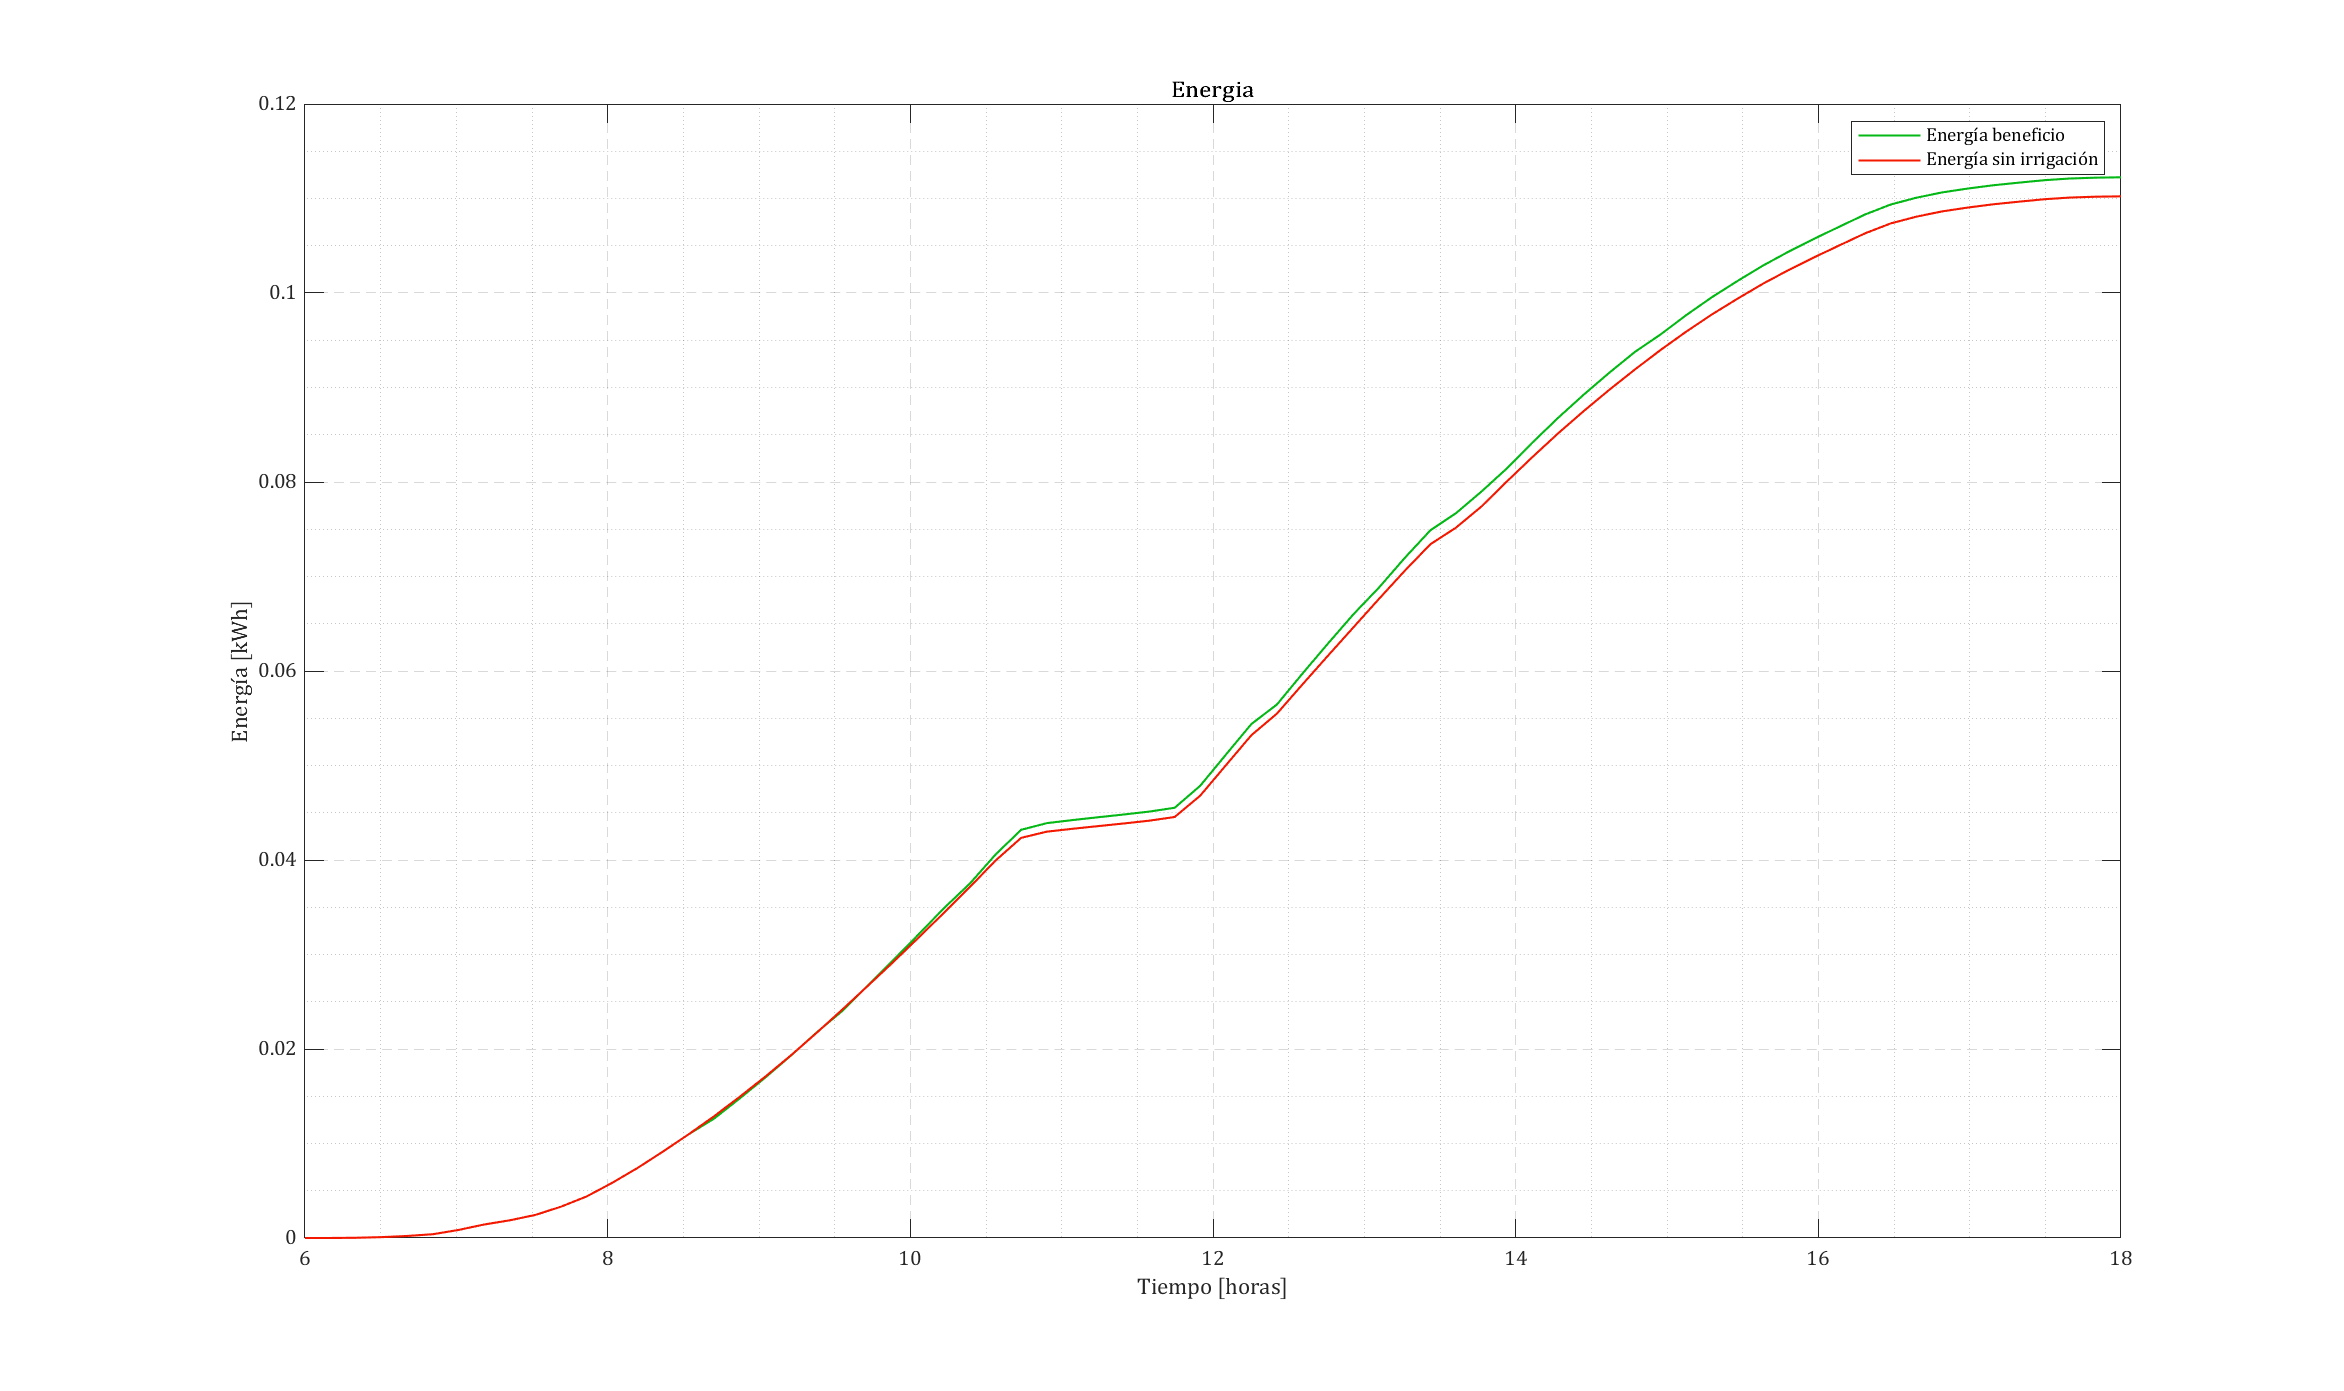 Energia
0.12
0.1
0.08
0.06
0.04
0.02
0
Energía [kWh]
Energía beneficio
Energía sin irrigación
6 8 10 12 14 16 18
Tiempo [horas]